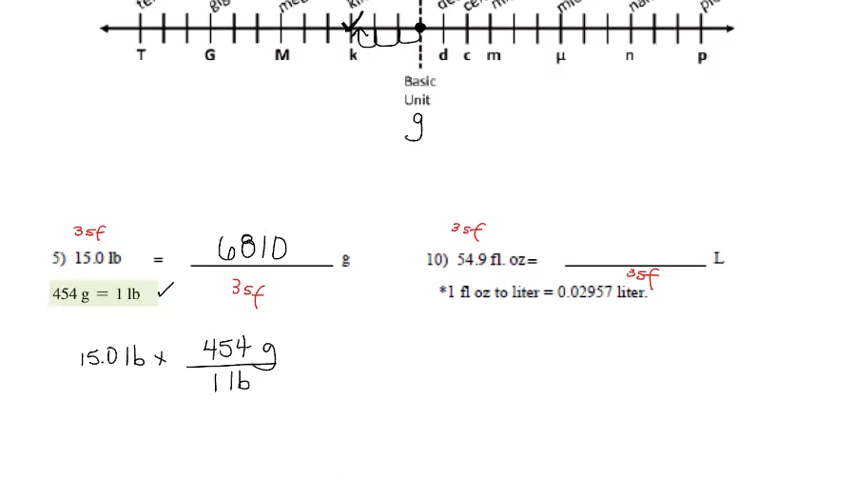 T G M k d c m μ n p
Basic
Unit
g
3sf 3sf
5) 15.0 lb = 6810 g 10) 54.9 fl. oz= L
3sf 3sf
454 g = 1 lb ✓ *1 fl oz to liter = 0.02957 liter.
15.0 lb × 454 g
1 lb